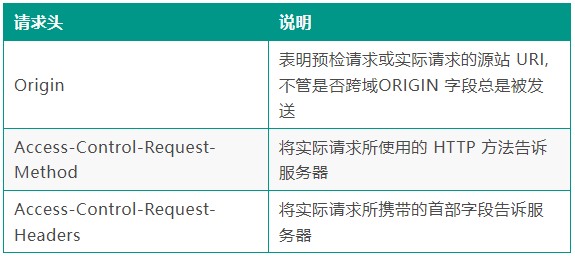 请求头 说明
Origin
表明预检请求或实际请求的源站 URI,
不管是否跨域ORIGIN 字段总是被发
送
Access-Control-Request-
Method
将实际请求所使用的 HTTP 方法告诉
服务器
Access-Control-Request-
Headers
将实际请求所携带的首部字段告诉服
务器